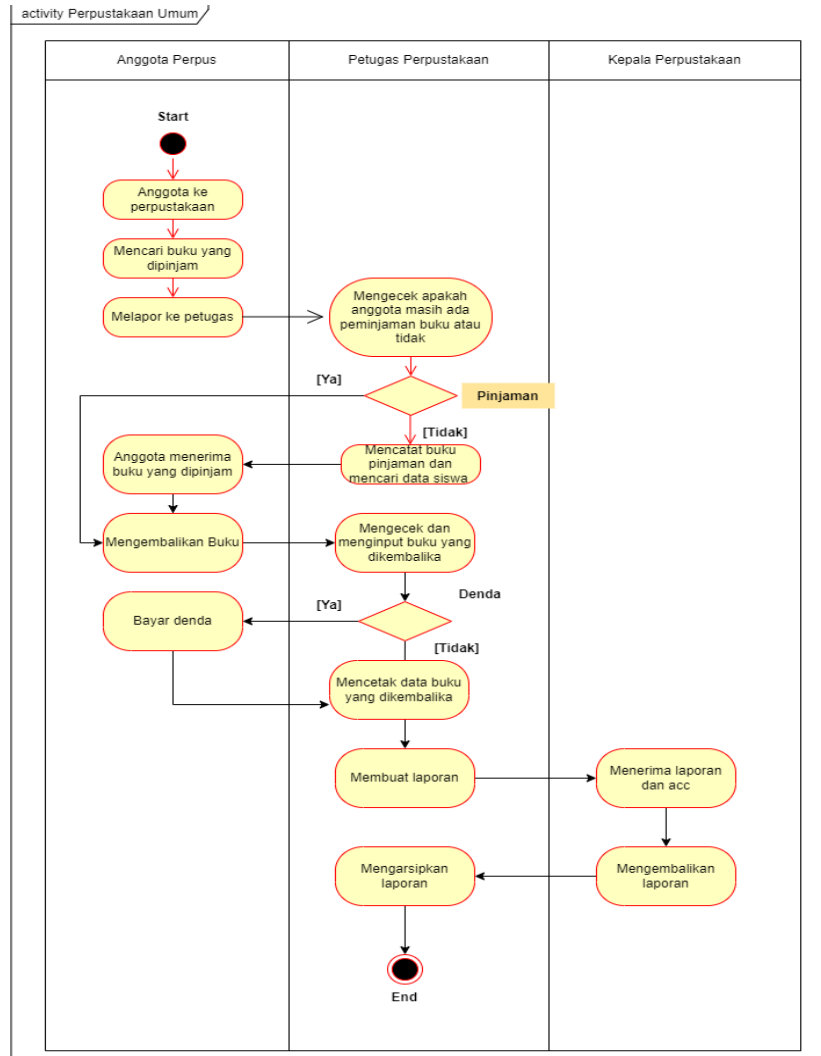 activity Perpustakaan Umum
Anggota Perpus
Petugas Perpustakaan
Kepala Perpustakaan
Start
Anggota ke
perpustakaan
Mencari buku yang
dipinjam
Melapor ke petugas
Mengecek apakah
anggota masih ada
peminjaman buku atau
tidak
[Ya]
Pinjaman
[Tidak]
Mencatat buku
pinjaman dan
mencari data siswa
Anggota menerima
buku yang dipinjam
Mengembalikan Buku
Mengecek dan
menginput buku yang
dikembalika
Denda
[Ya]
Bayar denda
[Tidak]
Mencetak data buku
yang dikembalika
Membuat laporan
Menerima laporan
dan acc
Mengembalikan
laporan
Mengarsipkan
laporan
End